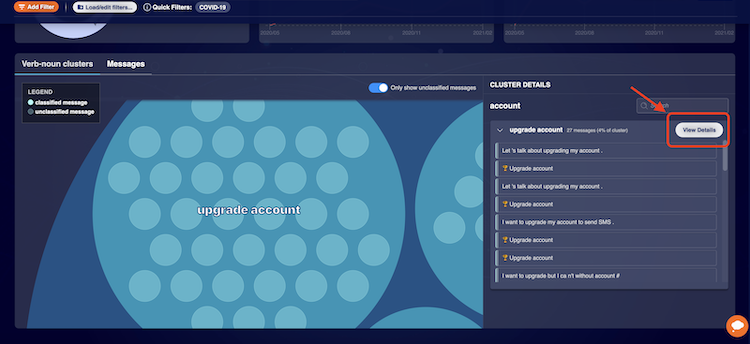 Add Filter
Load/edit filters...
Quick Filters:
COVID-19
2020/05
2020/08
2020/11
2021/02
2020/05
2020/08
2020/11
2021/02
Verb-noun clusters
Messages
LEGEND
classified message
unclassified message
Only show unclassified messages
upgrade account
CLUSTER DETAILS
account
Search
upgrade account
27 messages (4% of cluster)
View Details
Let 's talk about upgrading my account .
Upgrade account
Let 's talk about upgrading my account .
Upgrade account
I want to upgrade my account to send SMS .
Upgrade account
Upgrade account
I want to upgrade but I ca n't without account #